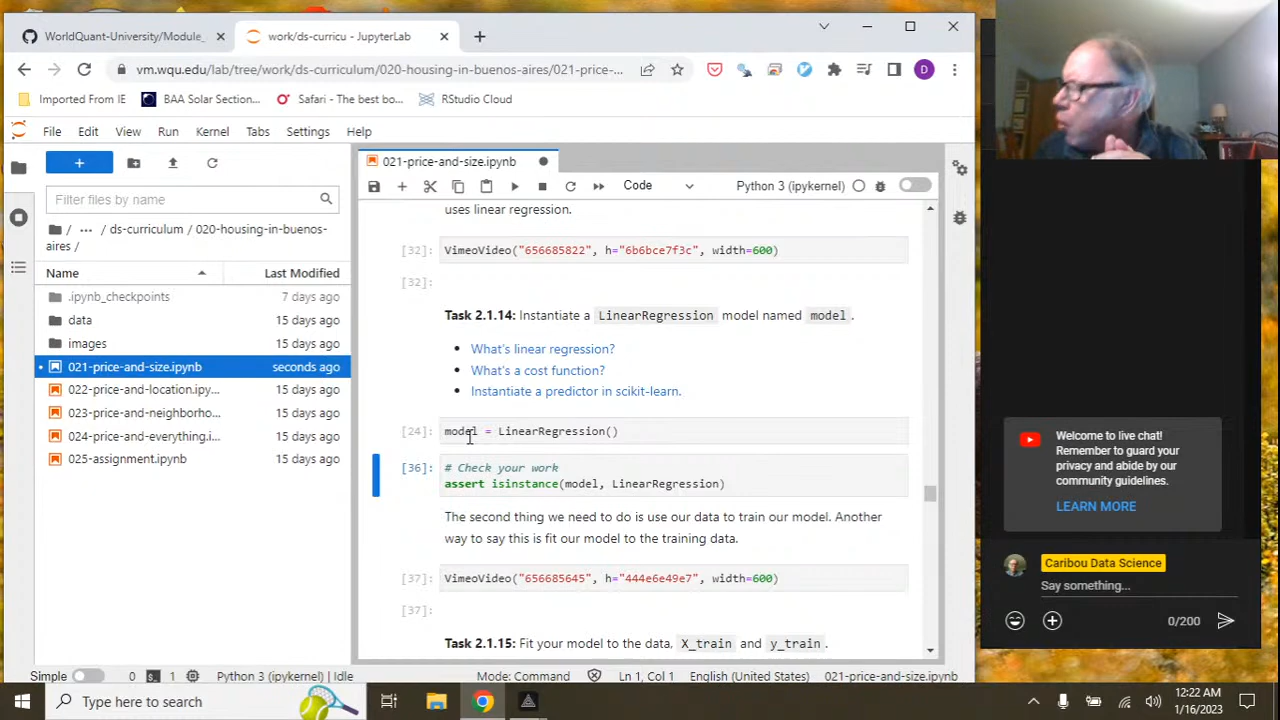 WorldQuant-University/Module_
work/ds-curricu - JupyterLab
vm.wqu.edu/lab/tree/work/ds-curriculum/020-housing-in-buenos-aires/021-price-...
D
Imported From IE
BAA Solar Section...
Safari - The best bo...
RStudio Cloud
File Edit View Run Kernel Tabs Settings Help
021-price-and-size.ipynb
Filter files by name
Code
Python 3 (ipykernel)
/ ... / ds-curriculum / 020-housing-in-buenos-
aires /
Name Last Modified
.ipynb_checkpoints 7 days ago
data 15 days ago
images 15 days ago
021-price-and-size.ipynb seconds ago
022-price-and-location.ipy... 15 days ago
023-price-and-neighborho... 15 days ago
024-price-and-everything.i... 15 days ago
025-assignment.ipynb 15 days ago
uses linear regression.
[32]: VimeoVideo("656685822", h="6b6bce7f3c", width=600)
[32]:
Task 2.1.14: Instantiate a LinearRegression model named model.
• What's linear regression?
• What's a cost function?
• Instantiate a predictor in scikit-learn.
[24]: model = LinearRegression()
[36]: # Check your work
assert isinstance(model, LinearRegression)
The second thing we need to do is use our data to train our model. Another
way to say this is fit our model to the training data.
[37]: VimeoVideo("656685645", h="444e6e49e7", width=600)
[37]:
Task 2.1.15: Fit your model to the data, X_train and y_train.
Welcome to live chat!
Remember to guard your
privacy and abide by our
community guidelines.
LEARN MORE
Caribou Data Science
Say something...
0/200
Simple 0 1 Python 3 (ipykernel) | Idle
Mode: Command Ln 1, Col 1 English (United States) 021-price-and-size.ipynb
Type here to search
12:22 AM
1/16/2023